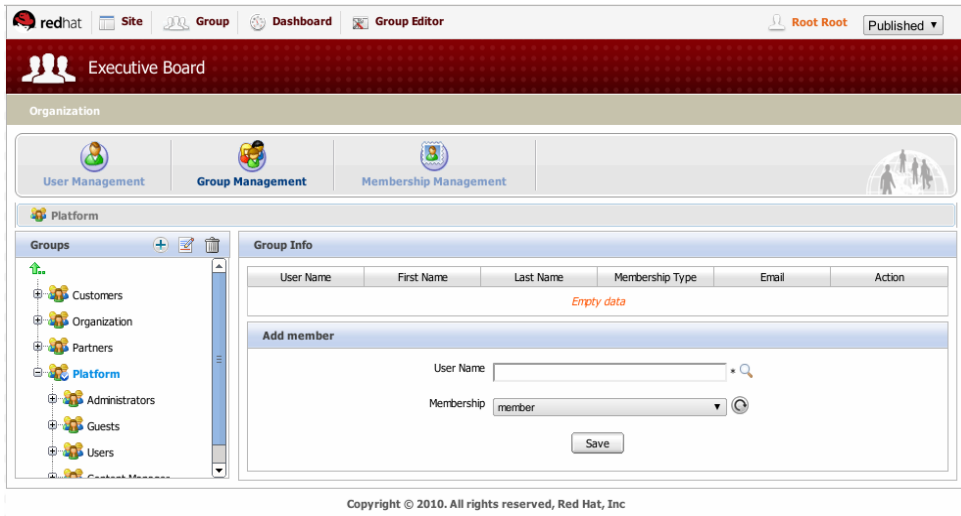 redhat Site Group Dashboard Group Editor Root Root Published
Executive Board
Organization
User Management Group Management Membership Management
Platform
Groups
Customers
Organization
Partners
Platform
Administrators
Guests
Users
Content Manager
Group Info
User Name First Name Last Name Membership Type Email Action
Empty data
Add member
User Name *
Membership member
Save
Copyright © 2010. All rights reserved, Red Hat, Inc